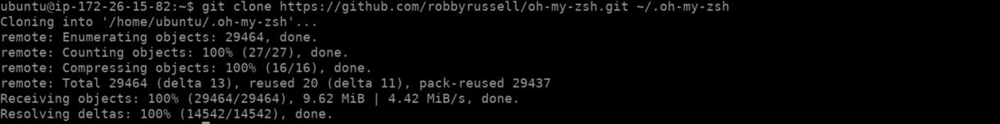 ubuntu@ip-172-26-15-82:~$ git clone https://github.com/robbyrussell/oh-my-zsh.git ~/.oh-my-zsh
Cloning into '/home/ubuntu/.oh-my-zsh'...
remote: Enumerating objects: 29464, done.
remote: Counting objects: 100% (27/27), done.
remote: Compressing objects: 100% (16/16), done.
remote: Total 29464 (delta 13), reused 20 (delta 11), pack-reused 29437
Receiving objects: 100% (29464/29464), 9.62 MiB | 4.42 MiB/s, done.
Resolving deltas: 100% (14542/14542), done.